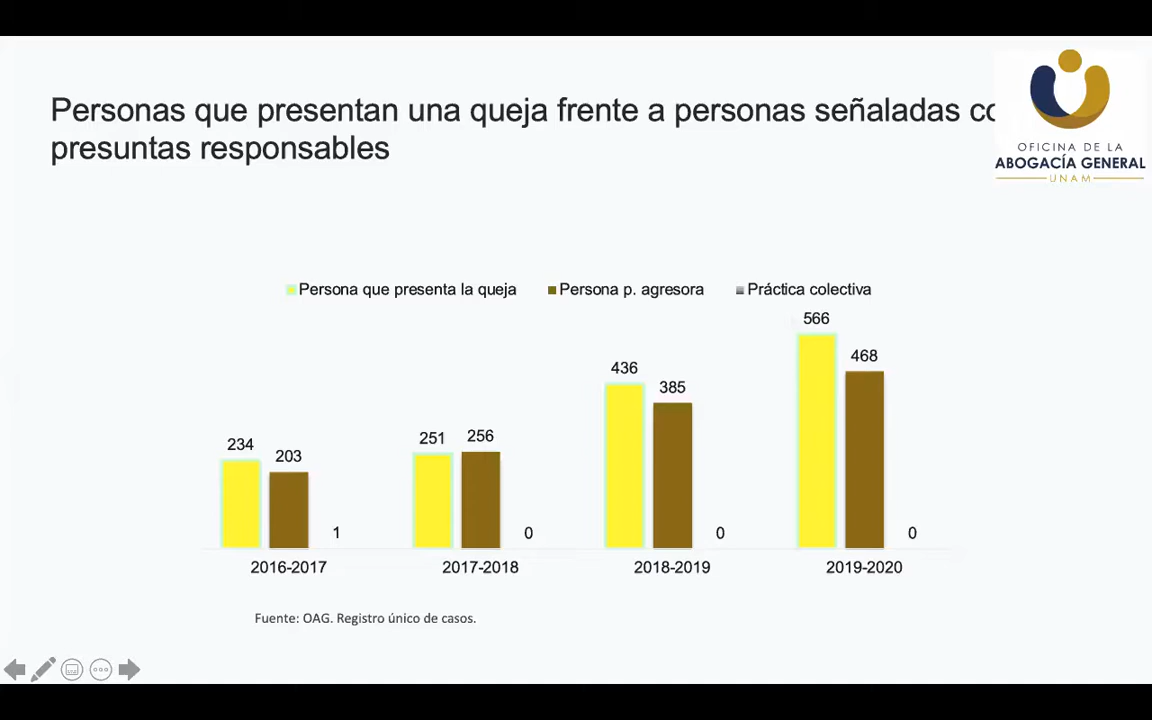 Personas que presentan una queja frente a personas señaladas co
presuntas responsables
OFICINA DE LA
ABOGACÍA GENERAL
UNAM
Persona que presenta la queja
Persona p. agresora
Práctica colectiva
566
468
436
385
251
256
234
203
1
0
0
0
2016-2017
2017-2018
2018-2019
2019-2020
Fuente: OAG. Registro único de casos.